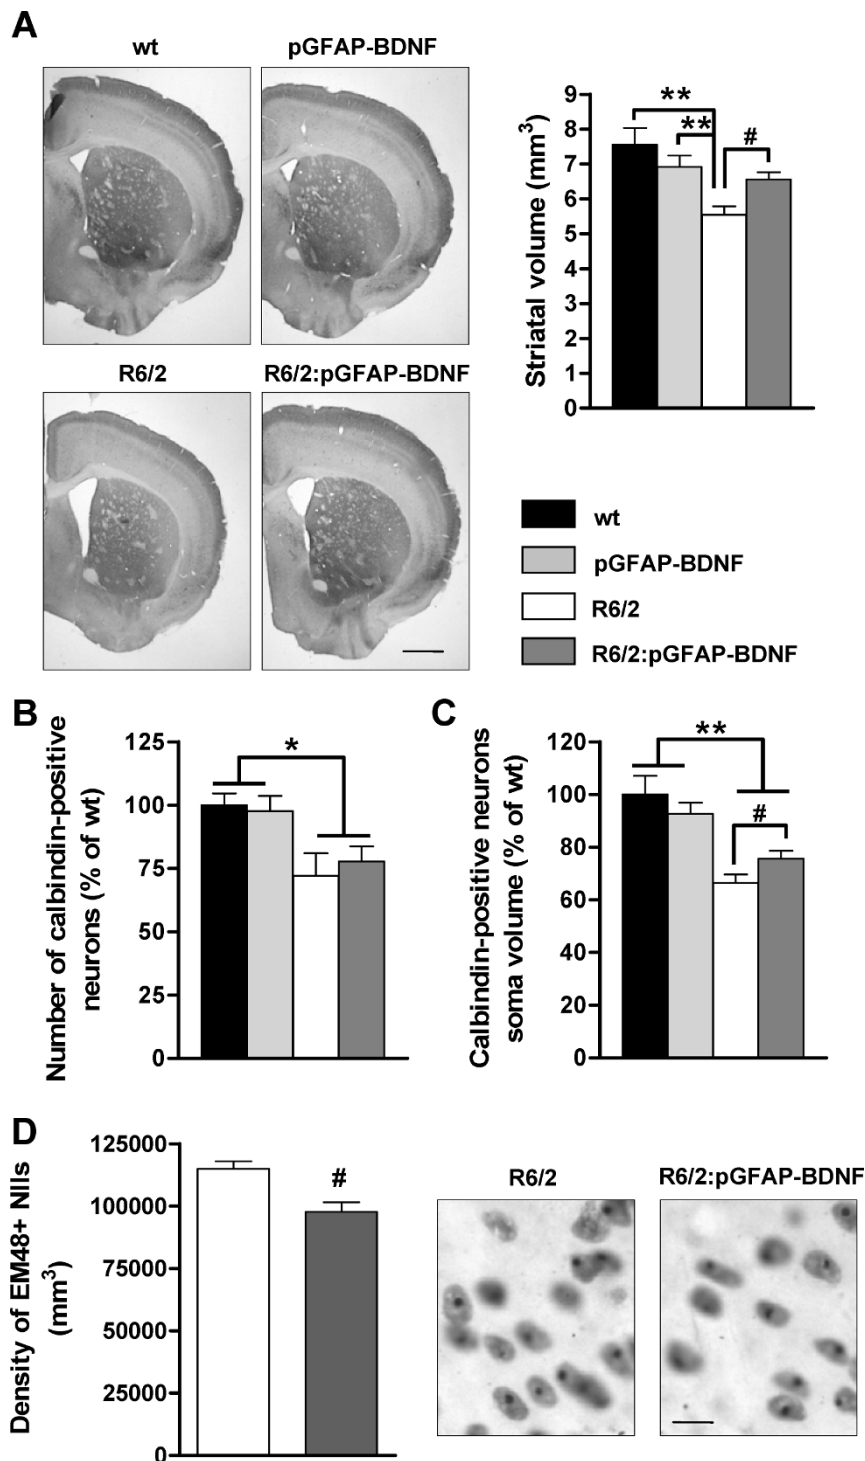 A
wt
pGFAP-BDNF
R6/2
R6/2:pGFAP-BDNF
Striatal volume (mm3)
9
8
7
6
5
4
3
2
1
0
**
**
#
wt
pGFAP-BDNF
R6/2
R6/2:pGFAP-BDNF
B
Number of calbindin-positive
neurons (% of wt)
125
100
75
50
25
0
*
C
Calbindin-positive neurons
soma volume (% of wt)
120
100
80
60
40
20
0
**
#
D
Density of EM48+ NIIs
(mm3)
125000
100000
75000
50000
25000
0
#
R6/2
R6/2:pGFAP-BDNF